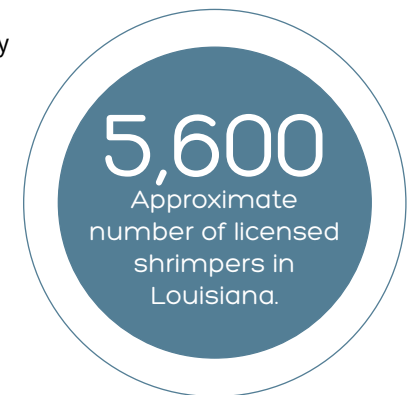 y
5,600
Approximate
number of licensed
shrimpers in
Louisiana.